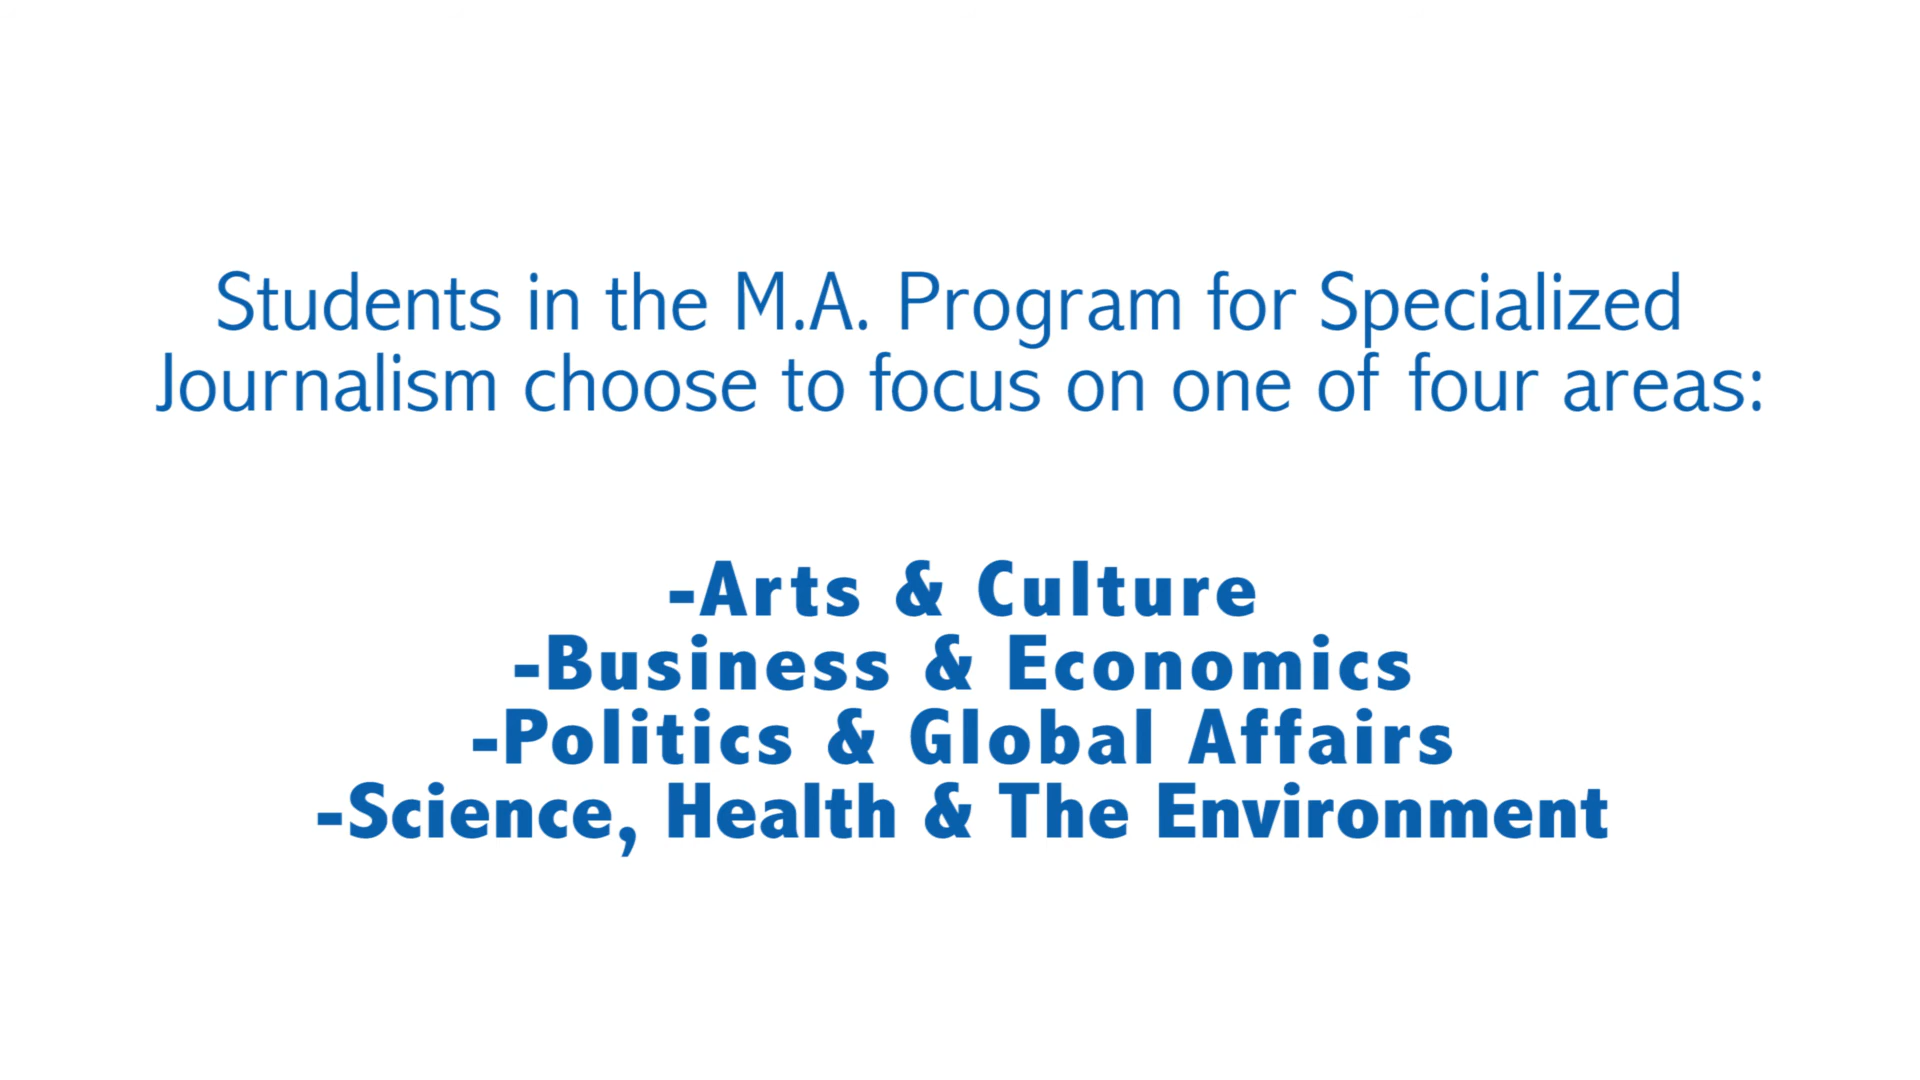 Students in the M.A. Program for Specialized
Journalism choose to focus on one of four areas:
-Arts & Culture
-Business & Economics
-Politics & Global Affairs
-Science, Health & The Environment